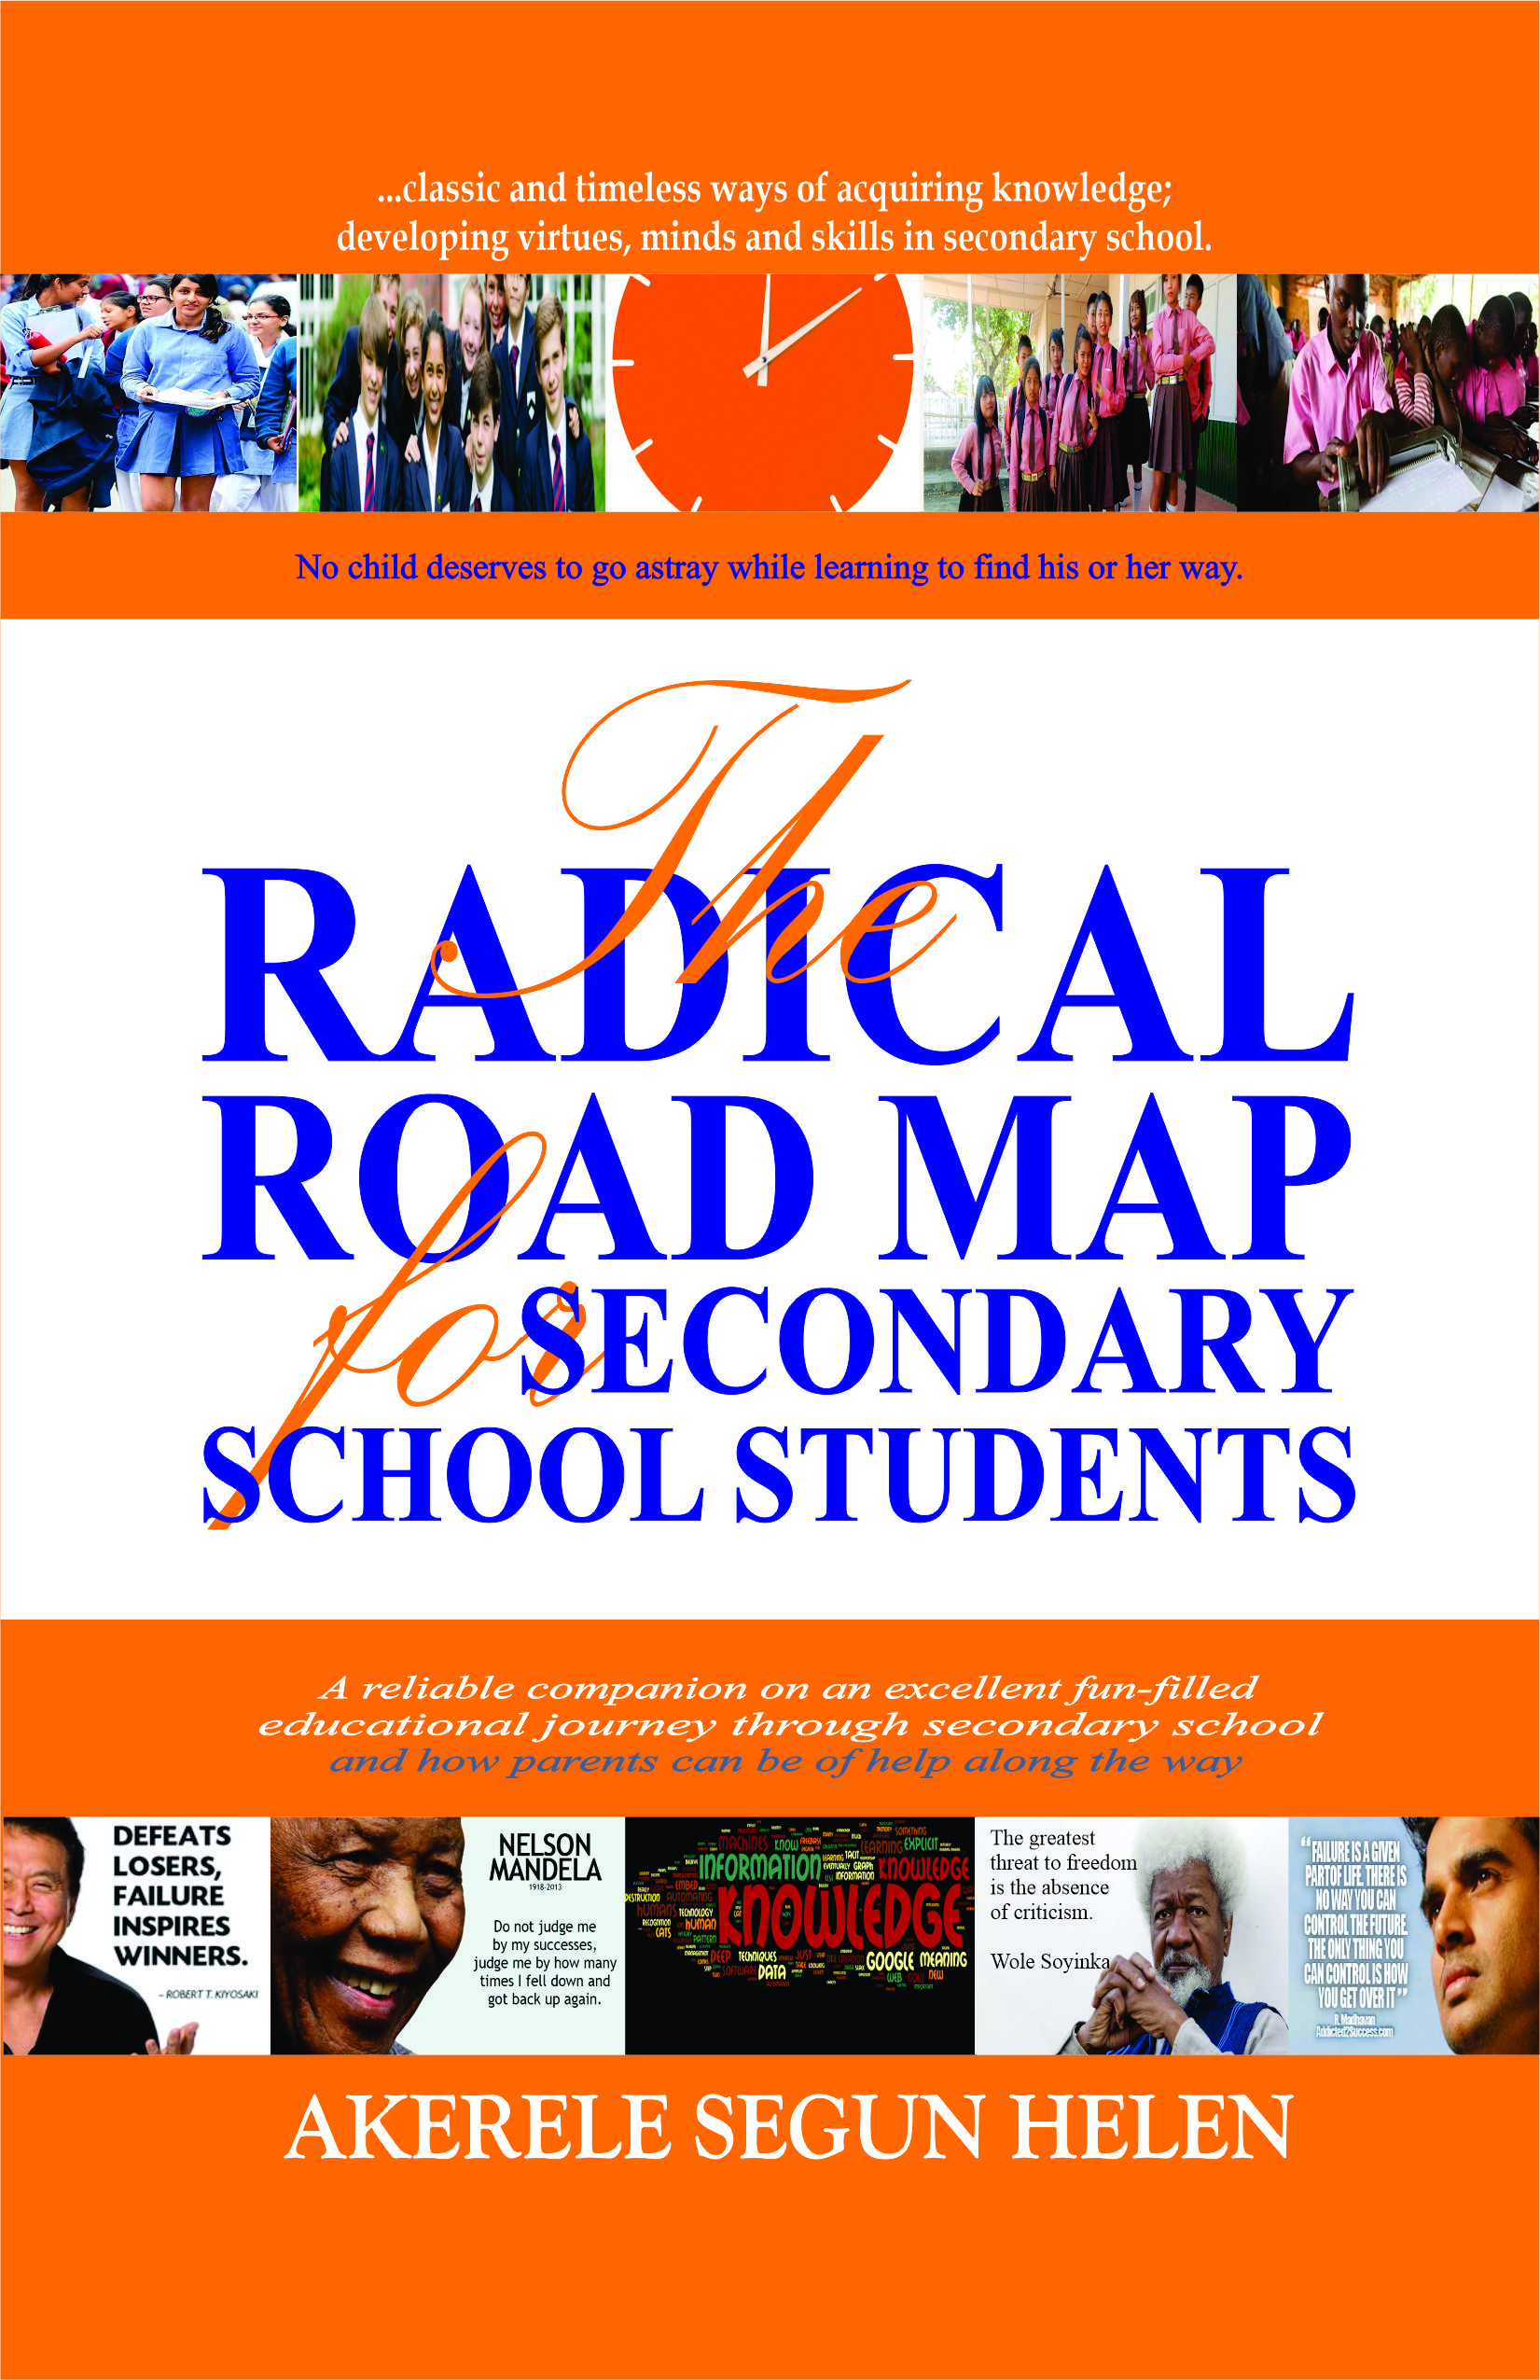 ...classic and timeless ways of acquiring knowledge;
developing virtues, minds and skills in secondary school.
No child deserves to go astray while learning to find his or her way.
The
RADICAL
ROAD MAP
for SECONDARY
SCHOOL STUDENTS
A reliable companion on an excellent fun-filled
educational journey through secondary school
and how parents can be of help along the way
DEFEATS
LOSERS,
FAILURE
INSPIRES
WINNERS.
- ROBERT T. KIYOSAKI
NELSON
MANDELA
1918-2013
Do not judge me
by my successes,
judge me by how many
times I fell down and
got back up again.
MACHINES KNOW LEARNING EXPLICIT
INFORMATION KNOWLEDGE
KNOWLEDGE
HUMANS TECHNOLOGY HUMAN
CATS PATTERN
DEEP TECHNIQUES JUST GOOGLE MEANING
SOFTWARE DATA WEB NOW NEW
The greatest
threat to freedom
is the absence
of criticism.
Wole Soyinka
“FAILURE IS A GIVEN
PART OF LIFE. THERE IS
NO WAY YOU CAN
CONTROL THE FUTURE.
THE ONLY THING YOU
CAN CONTROL IS HOW
YOU GET OVER IT””
R. Madhavan
Addicted2Success.com
AKERELE SEGUN HELEN